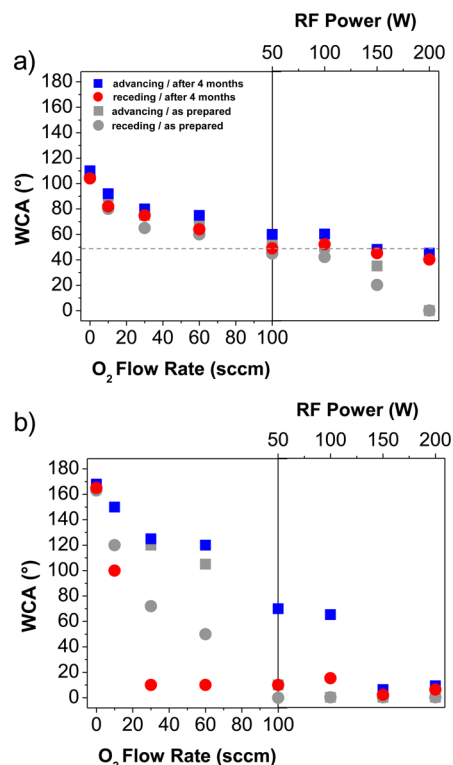 RF Power (W)
50 100 150 200
a)
180
160
140
120
100
80
60
40
20
0
WCA (°)
advancing / after 4 months
receding / after 4 months
advancing / as prepared
receding / as prepared
0 20 40 60 80 100
O2 Flow Rate (sccm)
RF Power (W)
b)
50 100 150 200
180
160
140
120
100
80
60
40
20
0
WCA (°)
0 20 40 60 80 100
O2 Flow Rate (sccm)